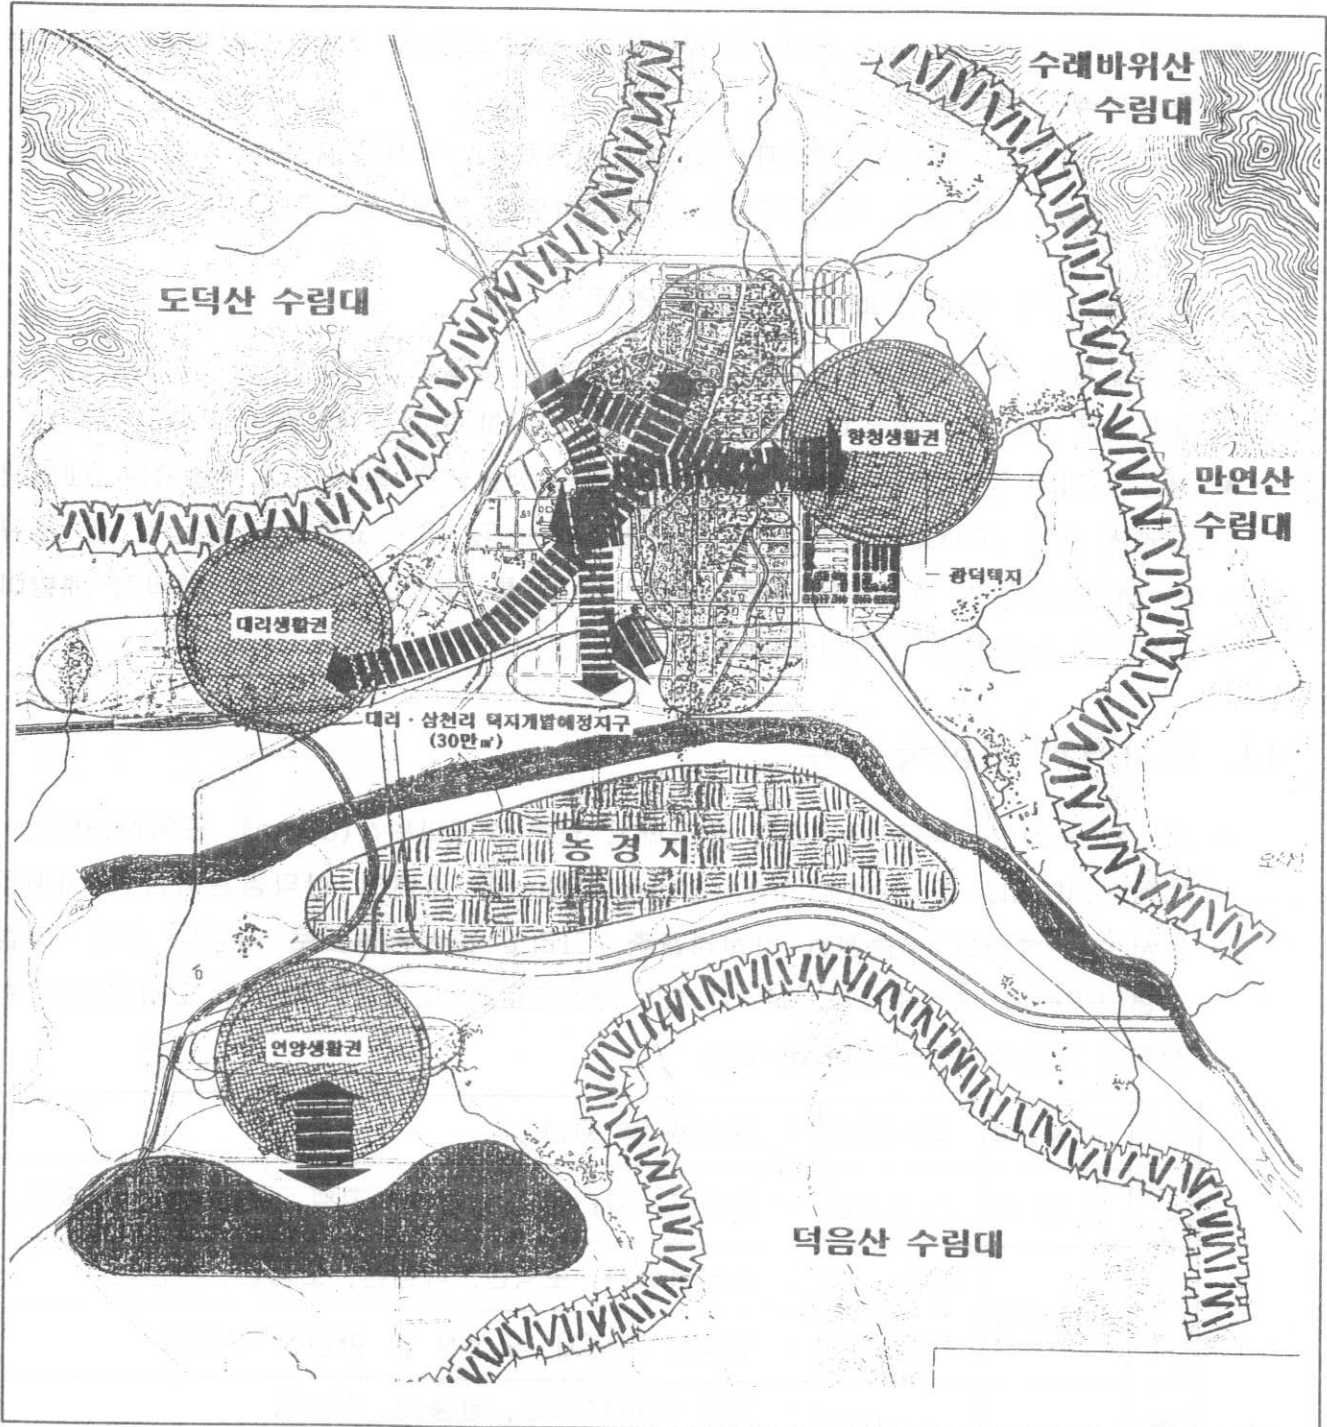 수레바위산
수림대
도덕산 수림대
향청생활권
만연산
수림대
광덕택지
대리생활권
대리·삼천리 택지개발예정지구
(30만㎡)
농경지
연양생활권
덕음산 수림대